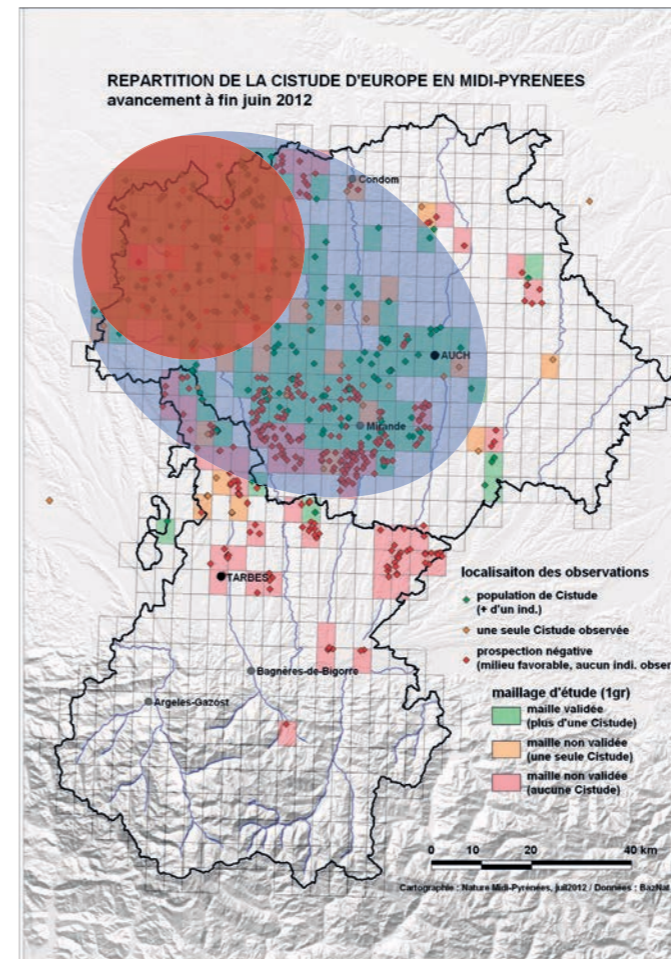 REPARTITION DE LA CISTUDE D'EUROPE EN MIDI-PYRENEES
avancement à fin juin 2012
Condom
AUCH
Mirande
TARBES
Bagnères-de-Bigorre
Argeles-Gazost
localisaiton des observations
population de Cistude
(+ d'un ind.)
une seule Cistude observée
prospection négative
(milieu favorable, aucun indi. obser
maillage d'étude (1gr)
maille validée
(plus d'une Cistude)
maille non validée
(une seule Cistude)
maille non validée
(aucune Cistude)
0 10 20 40 km
Cartographie : Nature Midi-Pyrénées, juil2012 / Données : BazNat